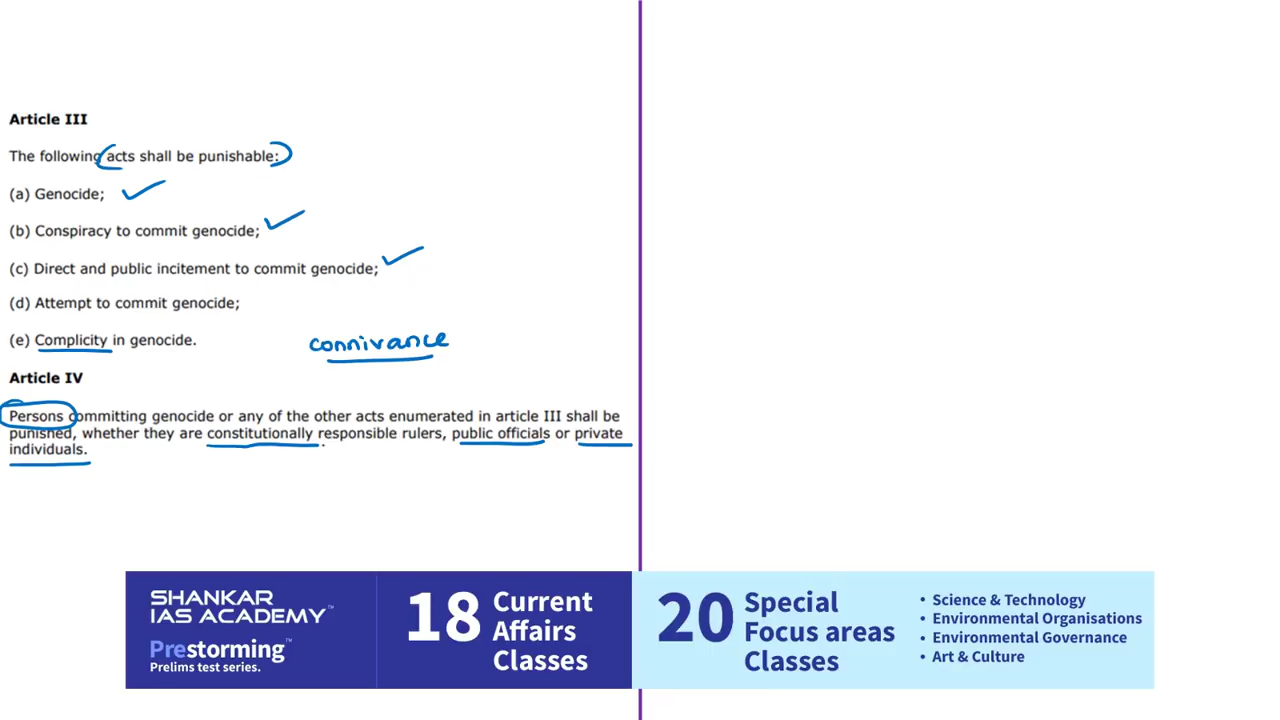 Article III
The following acts shall be punishable:
(a) Genocide;
(b) Conspiracy to commit genocide;
(c) Direct and public incitement to commit genocide;
(d) Attempt to commit genocide;
(e) Complicity in genocide.
connivance
Article IV
Persons committing genocide or any of the other acts enumerated in article III shall be
punished, whether they are constitutionally responsible rulers, public officials or private
individuals.
SHANKAR
IAS ACADEMY™
Prestorming™
Prelims test series.
18 Current
Affairs
Classes
20 Special
Focus areas
Classes
• Science & Technology
• Environmental Organisations
• Environmental Governance
• Art & Culture